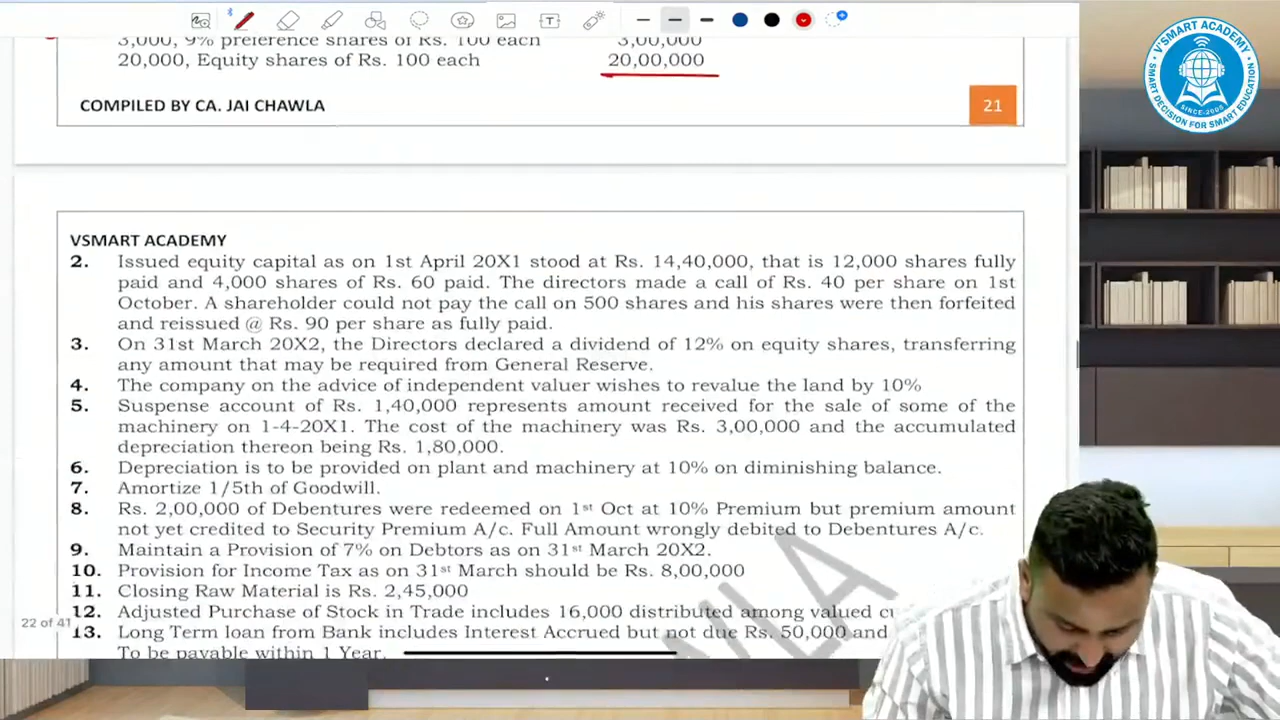 3,000, 9% preference shares of Rs. 100 each 3,00,000
20,000, Equity shares of Rs. 100 each 20,00,000
COMPILED BY CA. JAI CHAWLA 21
VSMART ACADEMY
2. Issued equity capital as on 1st April 20X1 stood at Rs. 14,40,000, that is 12,000 shares fully
paid and 4,000 shares of Rs. 60 paid. The directors made a call of Rs. 40 per share on 1st
October. A shareholder could not pay the call on 500 shares and his shares were then forfeited
and reissued @ Rs. 90 per share as fully paid.
3. On 31st March 20X2, the Directors declared a dividend of 12% on equity shares, transferring
any amount that may be required from General Reserve.
4. The company on the advice of independent valuer wishes to revalue the land by 10%
5. Suspense account of Rs. 1,40,000 represents amount received for the sale of some of the
machinery on 1-4-20X1. The cost of the machinery was Rs. 3,00,000 and the accumulated
depreciation thereon being Rs. 1,80,000.
6. Depreciation is to be provided on plant and machinery at 10% on diminishing balance.
7. Amortize 1/5th of Goodwill.
8. Rs. 2,00,000 of Debentures were redeemed on 1st Oct at 10% Premium but premium amount
not yet credited to Security Premium A/c. Full Amount wrongly debited to Debentures A/c.
9. Maintain a Provision of 7% on Debtors as on 31st March 20X2.
10. Provision for Income Tax as on 31st March should be Rs. 8,00,000
11. Closing Raw Material is Rs. 2,45,000
12. Adjusted Purchase of Stock in Trade includes 16,000 distributed among valued
22 of 41
13. Long Term loan from Bank includes Interest Accrued but not due Rs. 50,000 and
To be payable within 1 Year.
V'SMART ACADEMY
SINCE-2005
SMART DECISION FOR SMART EDUCATION
T